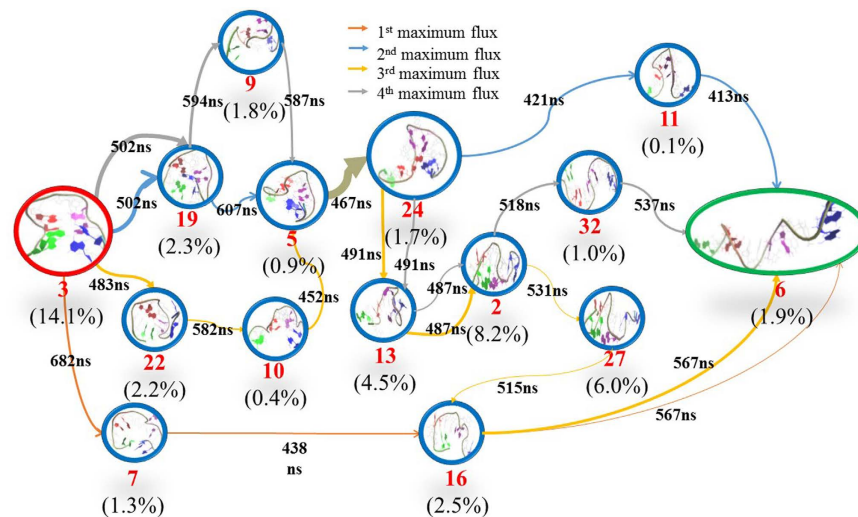 1st maximum flux
2nd maximum flux
3rd maximum flux
4th maximum flux
9
(1.8%)
594ns
587ns
502ns
502ns
19
(2.3%)
607ns
5
(0.9%)
467ns
24
(1.7%)
421ns
11
(0.1%)
413ns
3
(14.1%)
483ns
22
(2.2%)
582ns
10
(0.4%)
452ns
491ns
491ns
13
(4.5%)
487ns
487ns
2
(8.2%)
518ns
32
(1.0%)
537ns
531ns
27
(6.0%)
515ns
6
(1.9%)
567ns
567ns
682ns
7
(1.3%)
438
ns
16
(2.5%)